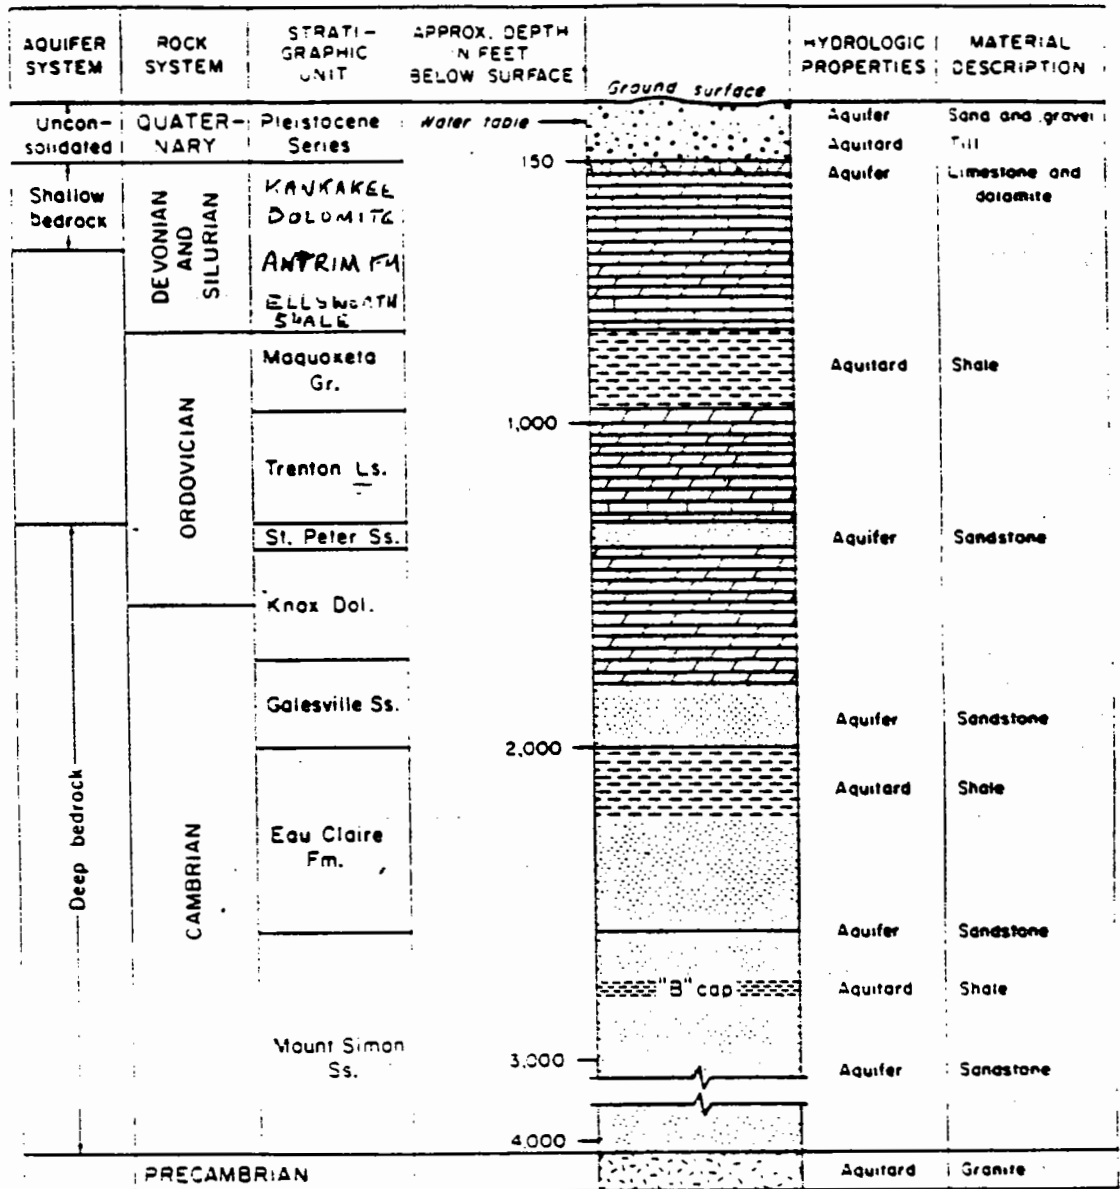 AQUIFER
SYSTEM
ROCK
SYSTEM
STRATI-
GRAPHIC
UNIT
APPROX. DEPTH
IN FEET
BELOW SURFACE
HYDROLOGIC
PROPERTIES
MATERIAL
DESCRIPTION
Ground surface
Uncon-
solidated
QUATER-
NARY
Pleistocene
Series
Water table
Aquifer
Sand and gravel
Aquitard
Till
150
Shallow
bedrock
DEVONIAN
AND
SILURIAN
KANKAKEE
DOLOMITE
ANTRIM FM
ELLSWORTH
SHALE
Aquifer
Limestone and
dolomite
ORDOVICIAN
Maquoketa
Gr.
Aquitard
Shale
1,000
Trenton Ls.
St. Peter Ss.
Aquifer
Sandstone
Knox Dol.
Deep bedrock
CAMBRIAN
Galesville Ss.
Aquifer
Sandstone
2,000
Eau Claire
Fm.
Aquitard
Shale
Aquifer
Sandstone
"B" cap
Aquitard
Shale
Mount Simon
Ss.
3,000
Aquifer
Sandstone
4,000
PRECAMBRIAN
Aquitard
Granite